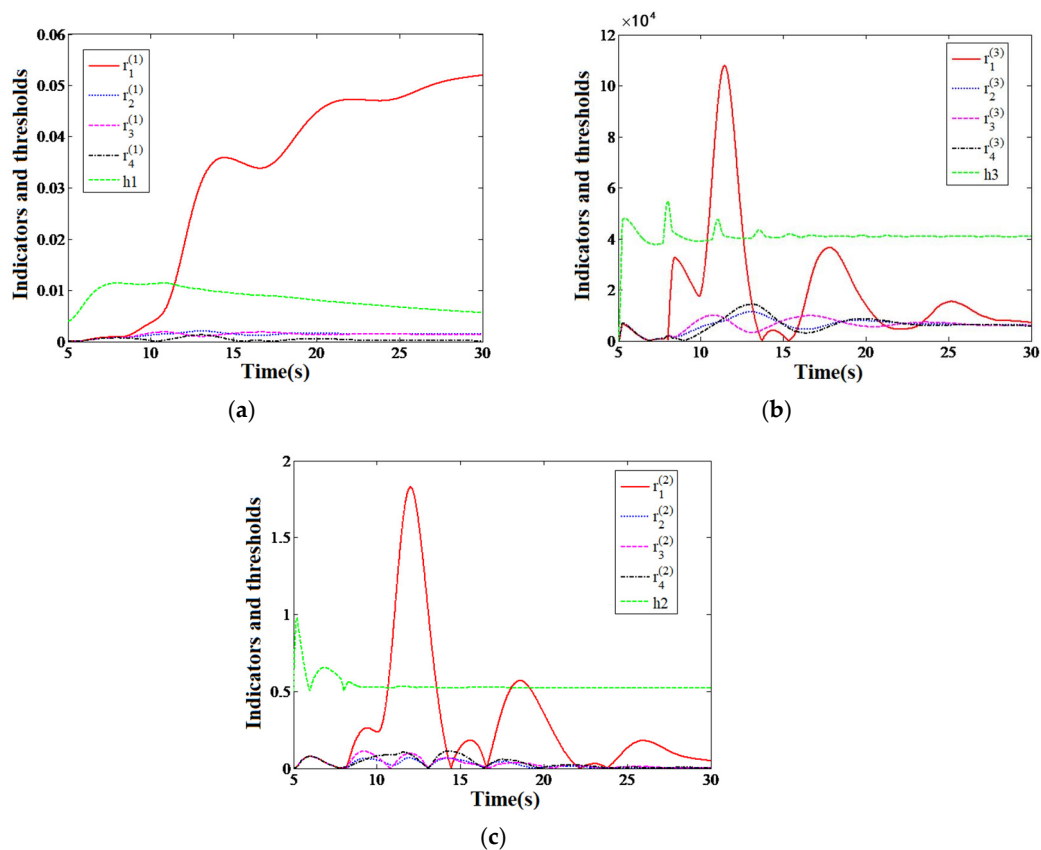 0.06
0.05
0.04
0.03
0.02
0.01
0
5 10 15 20 25 30
Indicators and thresholds
Time(s)
r₁⁽¹⁾
r₂⁽¹⁾
r₃⁽¹⁾
r₄⁽¹⁾
h1
(a)
×10⁴
12
10
8
6
4
2
0
5 10 15 20 25 30
Indicators and thresholds
Time(s)
r₁⁽³⁾
r₂⁽³⁾
r₃⁽³⁾
r₄⁽³⁾
h3
(b)
2
1.5
1
0.5
0
5 10 15 20 25 30
Indicators and thresholds
Time(s)
r₁⁽²⁾
r₂⁽²⁾
r₃⁽²⁾
r₄⁽²⁾
h2
(c)